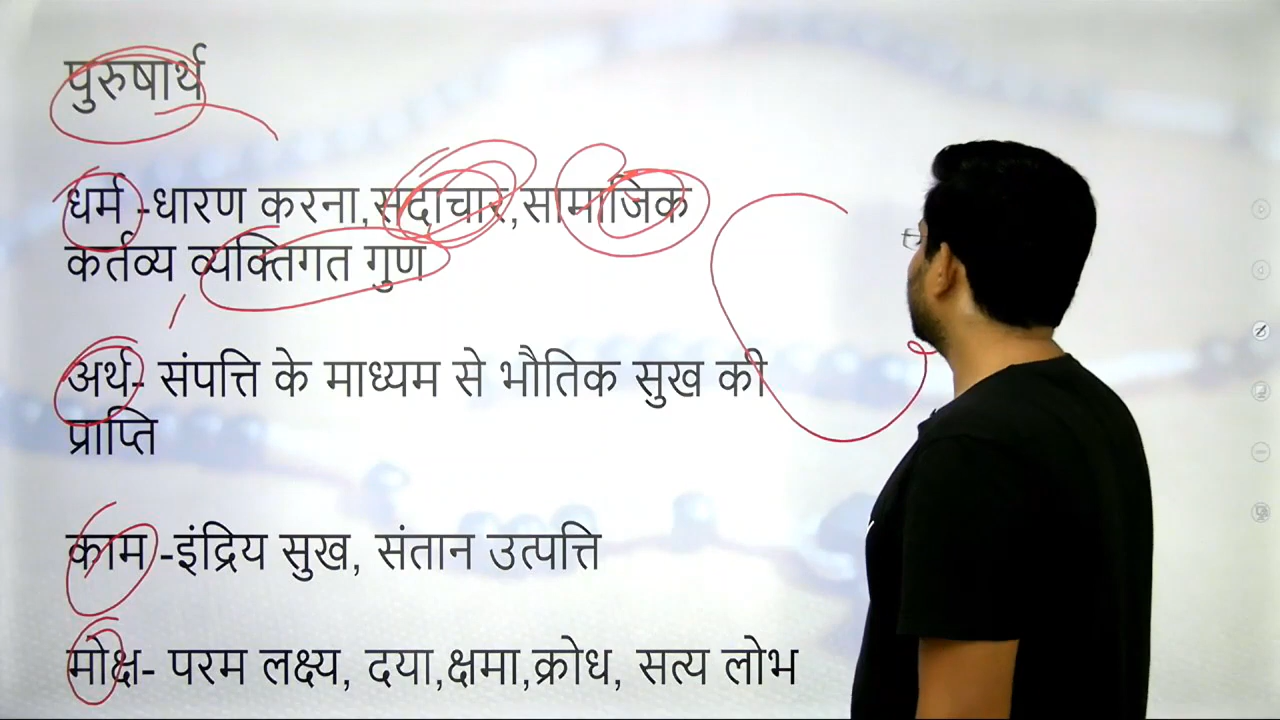 पुरुषार्थ
धर्म -धारण करना,सदाचार,सामाजिक
कर्तव्य व्यक्तिगत गुण
अर्थ- संपत्ति के माध्यम से भौतिक सुख की
प्राप्ति
काम -इंद्रिय सुख, संतान उत्पत्ति
मोक्ष- परम लक्ष्य, दया,क्षमा,क्रोध, सत्य लोभ